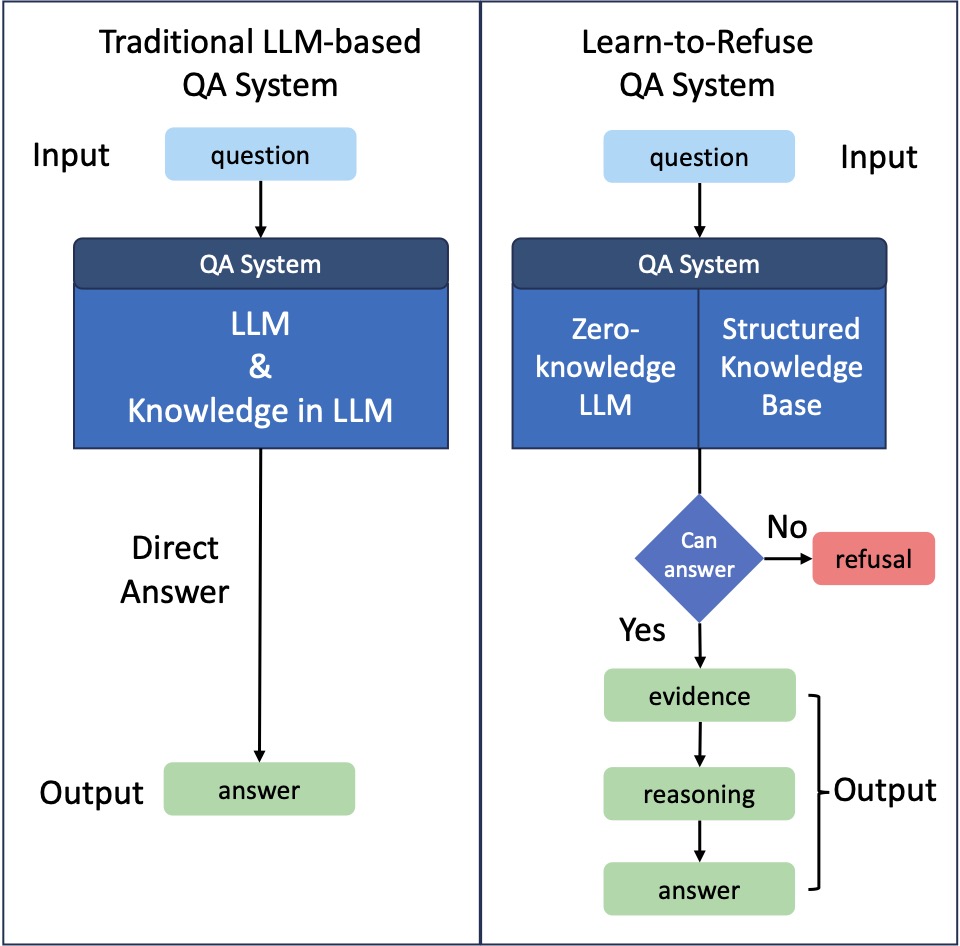 Traditional LLM-based
QA System
Input
question
QA System
LLM
&
Knowledge in LLM
Direct
Answer
Output
answer
Learn-to-Refuse
QA System
question
Input
QA System
Zero-
knowledge
LLM
Structured
Knowledge
Base
Can
answer
No
refusal
Yes
evidence
reasoning
answer
Output